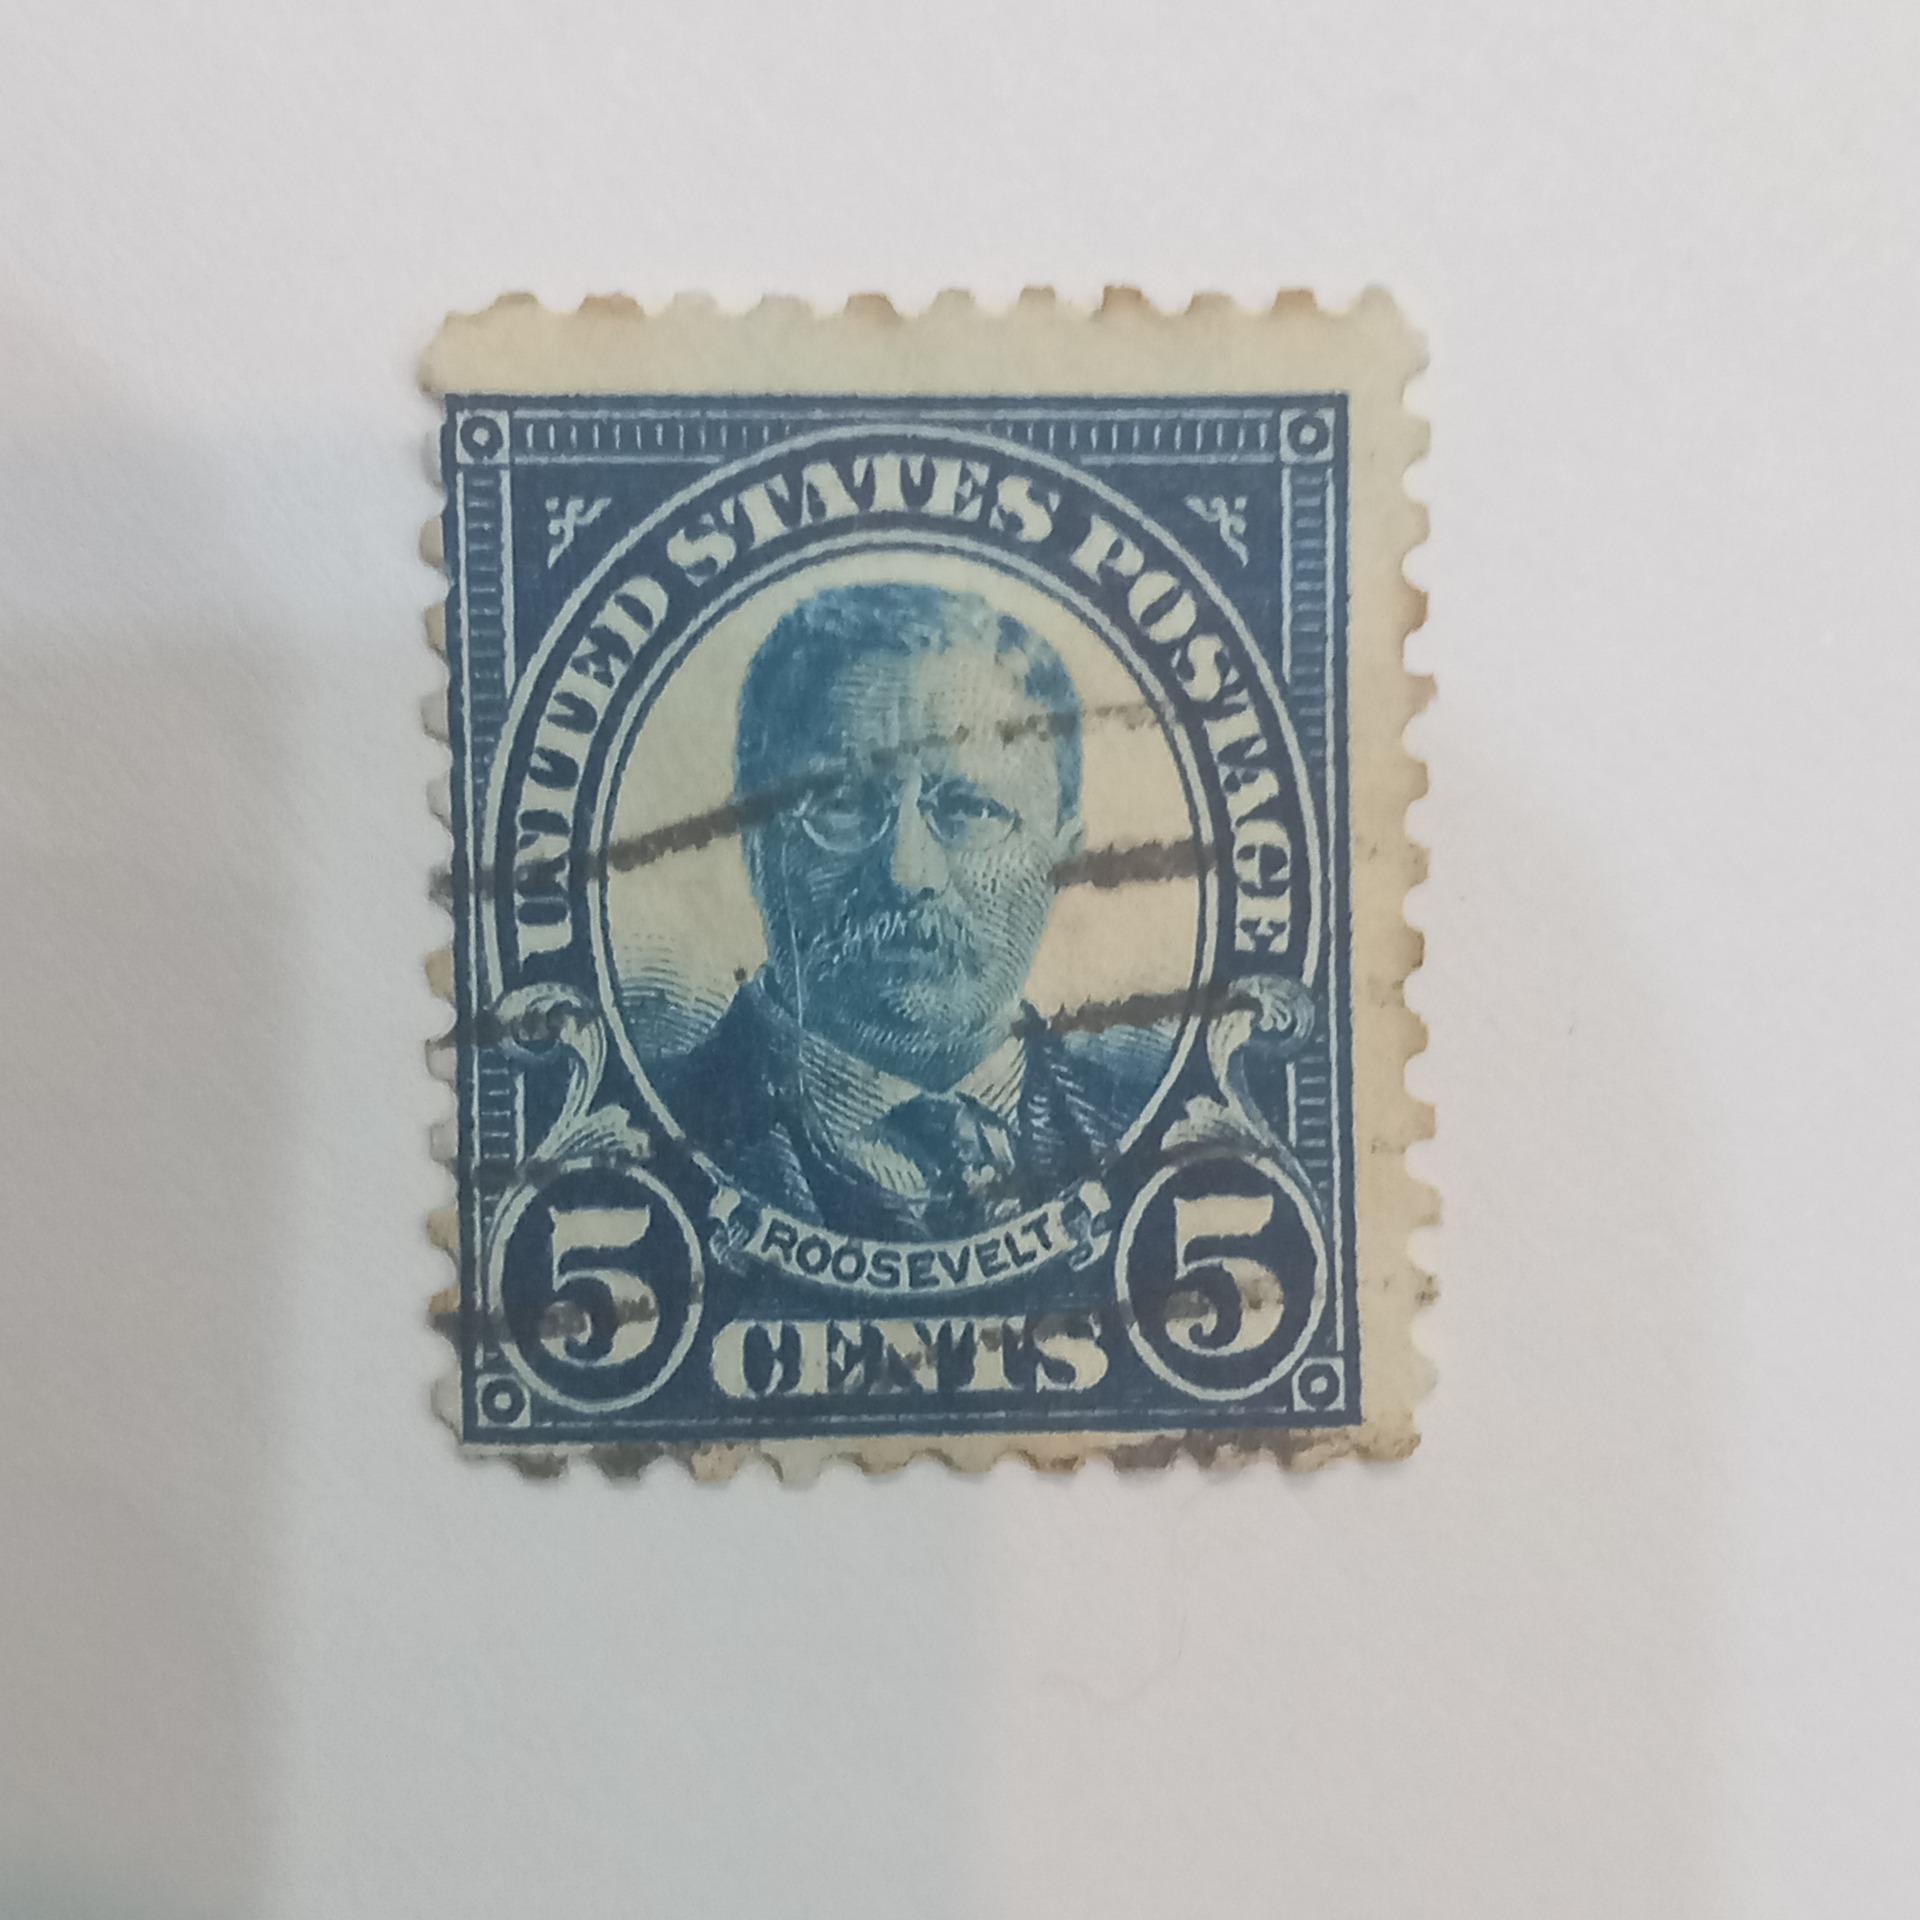 UNITED STATES POSTAGE
ROOSEVELT
5 CENTS 5